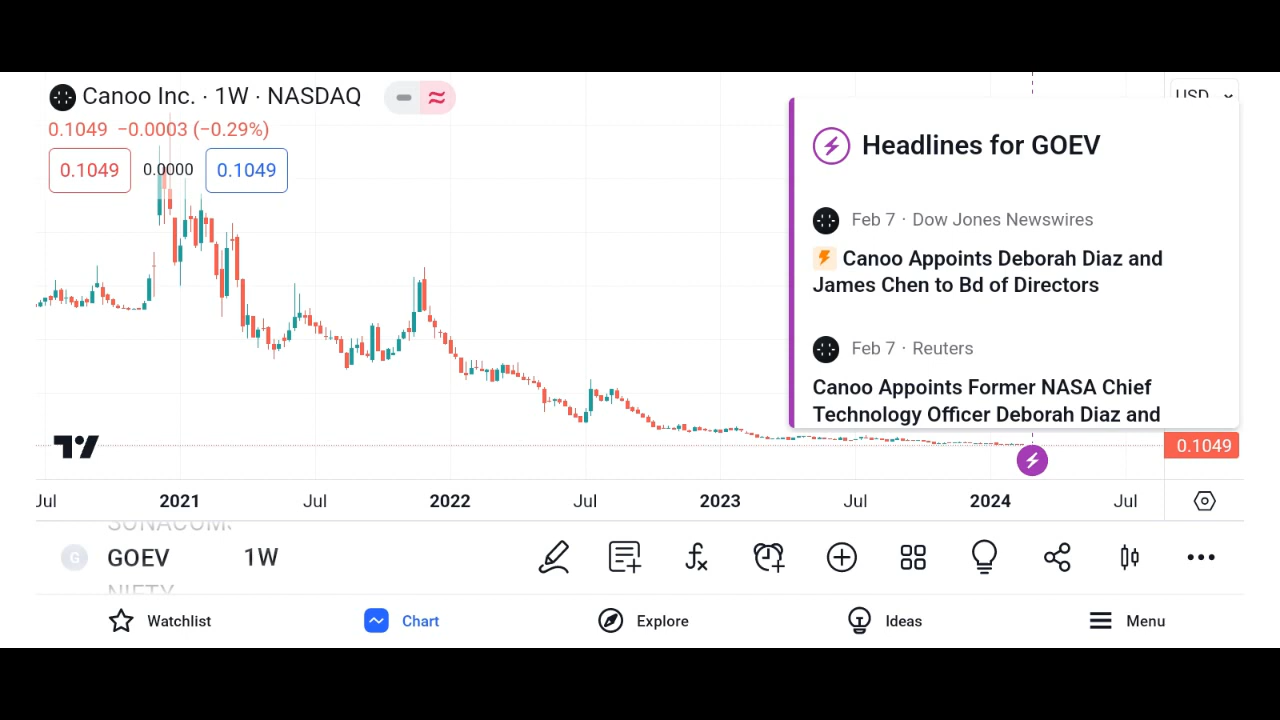 Canoo Inc. · 1W · NASDAQ
0.1049 −0.0003 (−0.29%)
0.1049 0.0000 0.1049
USD
Headlines for GOEV
Feb 7 · Dow Jones Newswires
Canoo Appoints Deborah Diaz and
James Chen to Bd of Directors
Feb 7 · Reuters
Canoo Appoints Former NASA Chief
Technology Officer Deborah Diaz and
0.1049
Jul 2021 Jul 2022 Jul 2023 Jul 2024 Jul
G GOEV 1W
NIFTY
Watchlist Chart Explore Ideas Menu